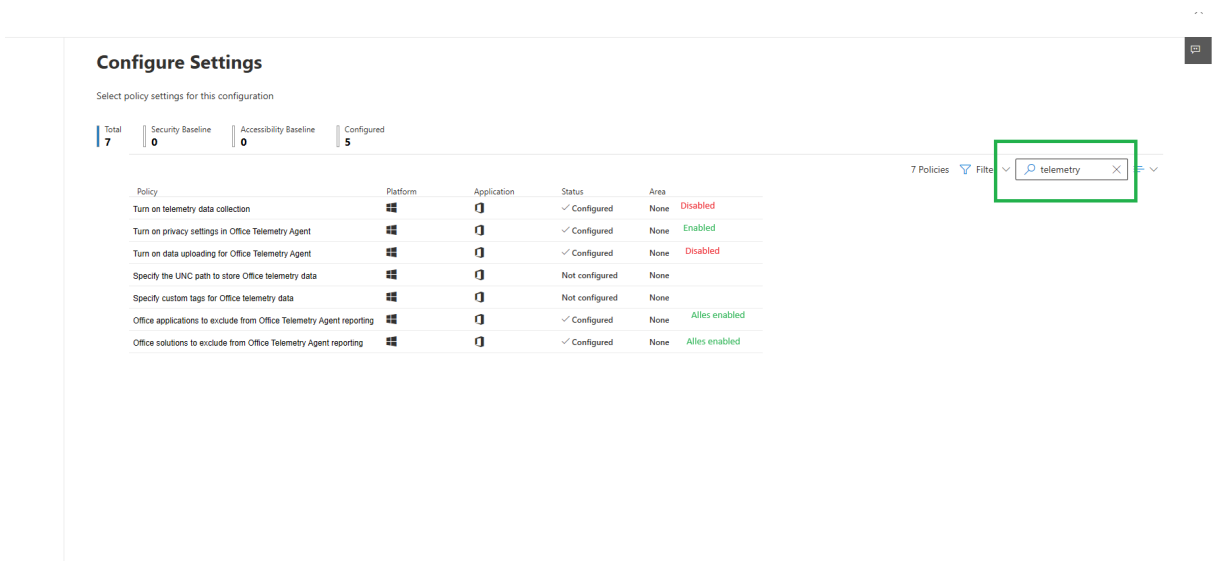 Configure Settings
Select policy settings for this configuration
Total Security Baseline Accessibility Baseline Configured
7 0 0 5
7 Policies Filte telemetry
Policy Platform Application Status Area
Turn on telemetry data collection Configured None Disabled
Turn on privacy settings in Office Telemetry Agent Configured None Enabled
Turn on data uploading for Office Telemetry Agent Configured None Disabled
Specify the UNC path to store Office telemetry data Not configured None
Specify custom tags for Office telemetry data Not configured None
Office applications to exclude from Office Telemetry Agent reporting Configured None Alles enabled
Office solutions to exclude from Office Telemetry Agent reporting Configured None Alles enabled